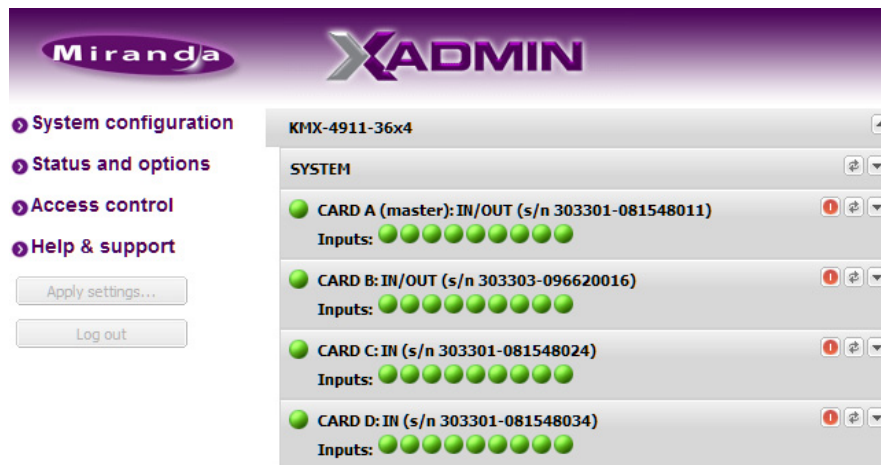 Miranda
XADMIN
System configuration
Status and options
Access control
Help & support
Apply settings...
Log out
KMX-4911-36x4
SYSTEM
CARD A (master): IN/OUT (s/n 303301-081548011)
Inputs:
CARD B: IN/OUT (s/n 303303-096620016)
Inputs:
CARD C: IN (s/n 303301-081548024)
Inputs:
CARD D: IN (s/n 303301-081548034)
Inputs: